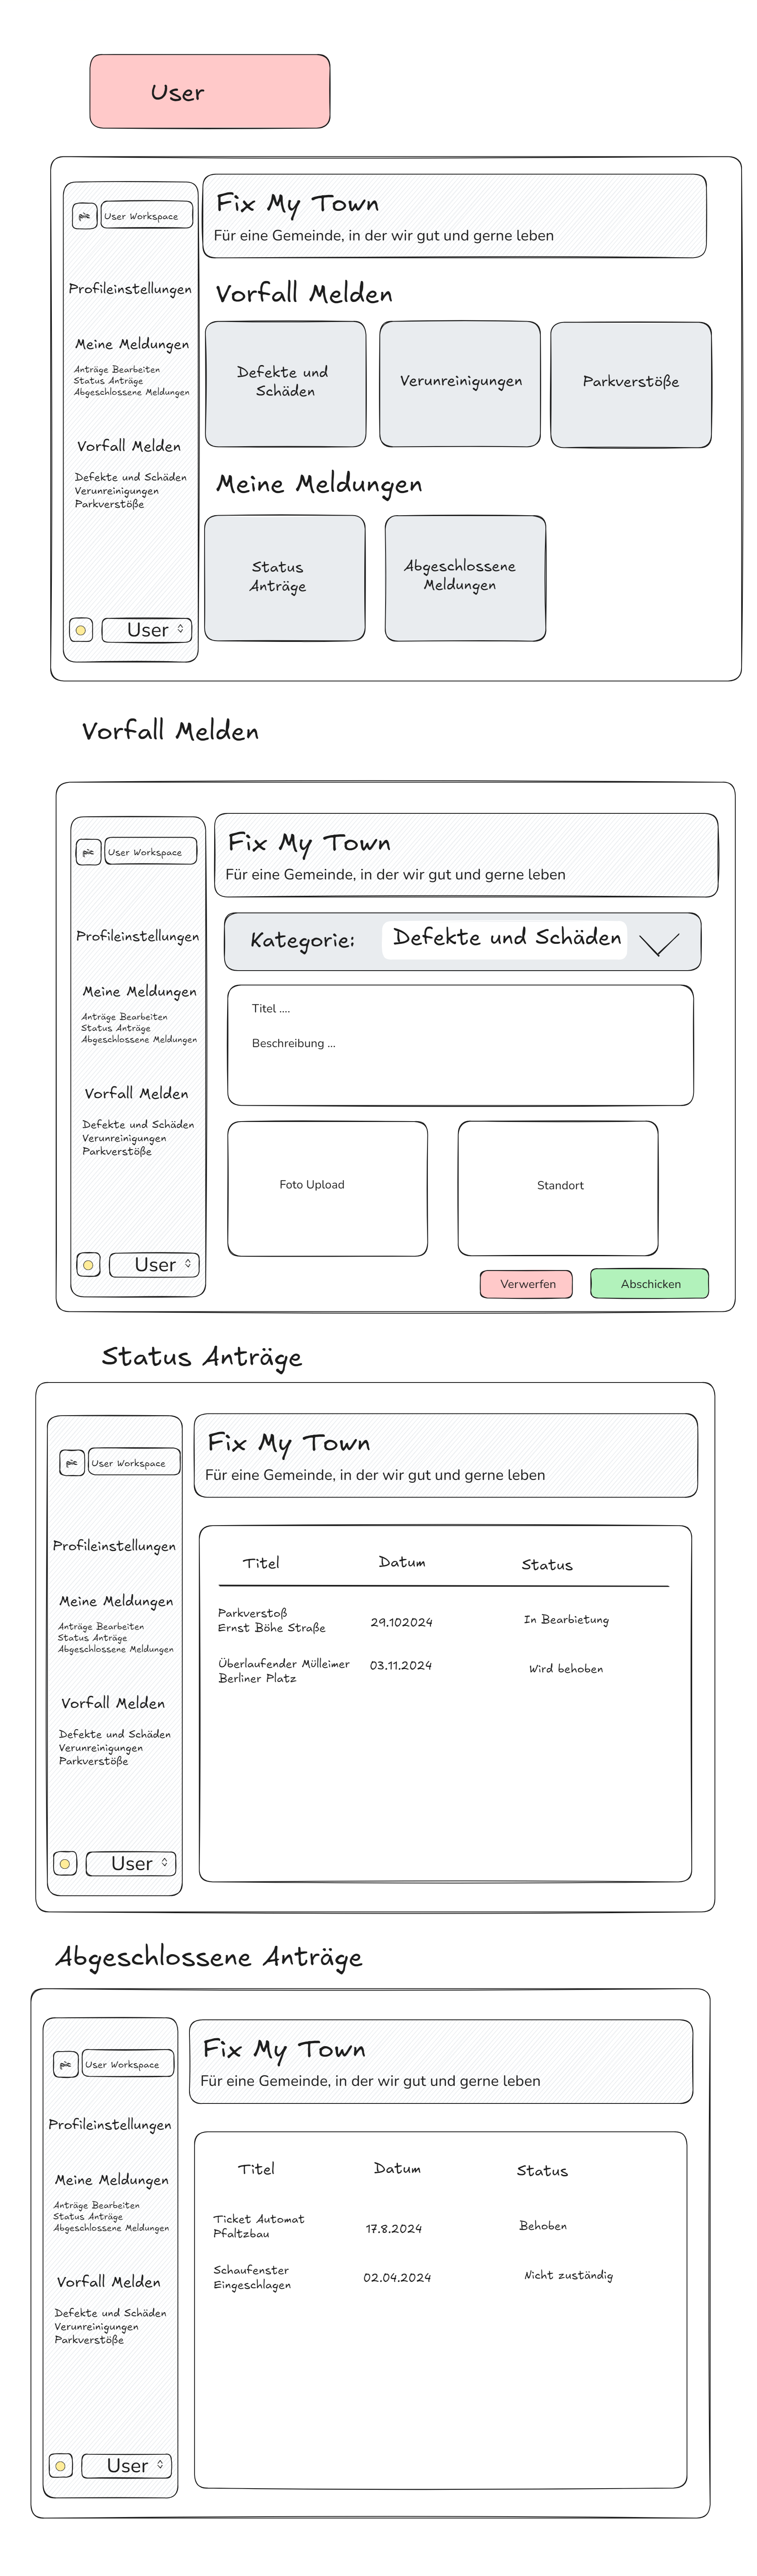 User
pic
User Workspace
Profileinstellungen
Meine Meldungen
Anträge Bearbeiten
Status Anträge
Abgeschlossene Meldungen
Vorfall Melden
Defekte und Schäden
Verunreinigungen
Parkverstöße
User
Fix My Town
Für eine Gemeinde, in der wir gut und gerne leben
Vorfall Melden
Defekte und
Schäden
Verunreinigungen
Parkverstöße
Meine Meldungen
Status
Anträge
Abgeschlossene
Meldungen
Vorfall Melden
pic
User Workspace
Profileinstellungen
Meine Meldungen
Anträge Bearbeiten
Status Anträge
Abgeschlossene Meldungen
Vorfall Melden
Defekte und Schäden
Verunreinigungen
Parkverstöße
User
Fix My Town
Für eine Gemeinde, in der wir gut und gerne leben
Kategorie: Defekte und Schäden
Titel ....
Beschreibung ...
Foto Upload
Standort
Verwerfen
Abschicken
Status Anträge
pic
User Workspace
Profileinstellungen
Meine Meldungen
Anträge Bearbeiten
Status Anträge
Abgeschlossene Meldungen
Vorfall Melden
Defekte und Schäden
Verunreinigungen
Parkverstöße
User
Fix My Town
Für eine Gemeinde, in der wir gut und gerne leben
Titel Datum Status
Parkverstoß
Ernst Böhe Straße
29.102024
In Bearbietung
Überlaufender Mülleimer
Berliner Platz
03.11.2024
Wird behoben
Abgeschlossene Anträge
pic
User Workspace
Profileinstellungen
Meine Meldungen
Anträge Bearbeiten
Status Anträge
Abgeschlossene Meldungen
Vorfall Melden
Defekte und Schäden
Verunreinigungen
Parkverstöße
User
Fix My Town
Für eine Gemeinde, in der wir gut und gerne leben
Titel Datum Status
Ticket Automat
Pfaltzbau
17.8.2024
Behoben
Schaufenster
Eingeschlagen
02.04.2024
Nicht zuständig